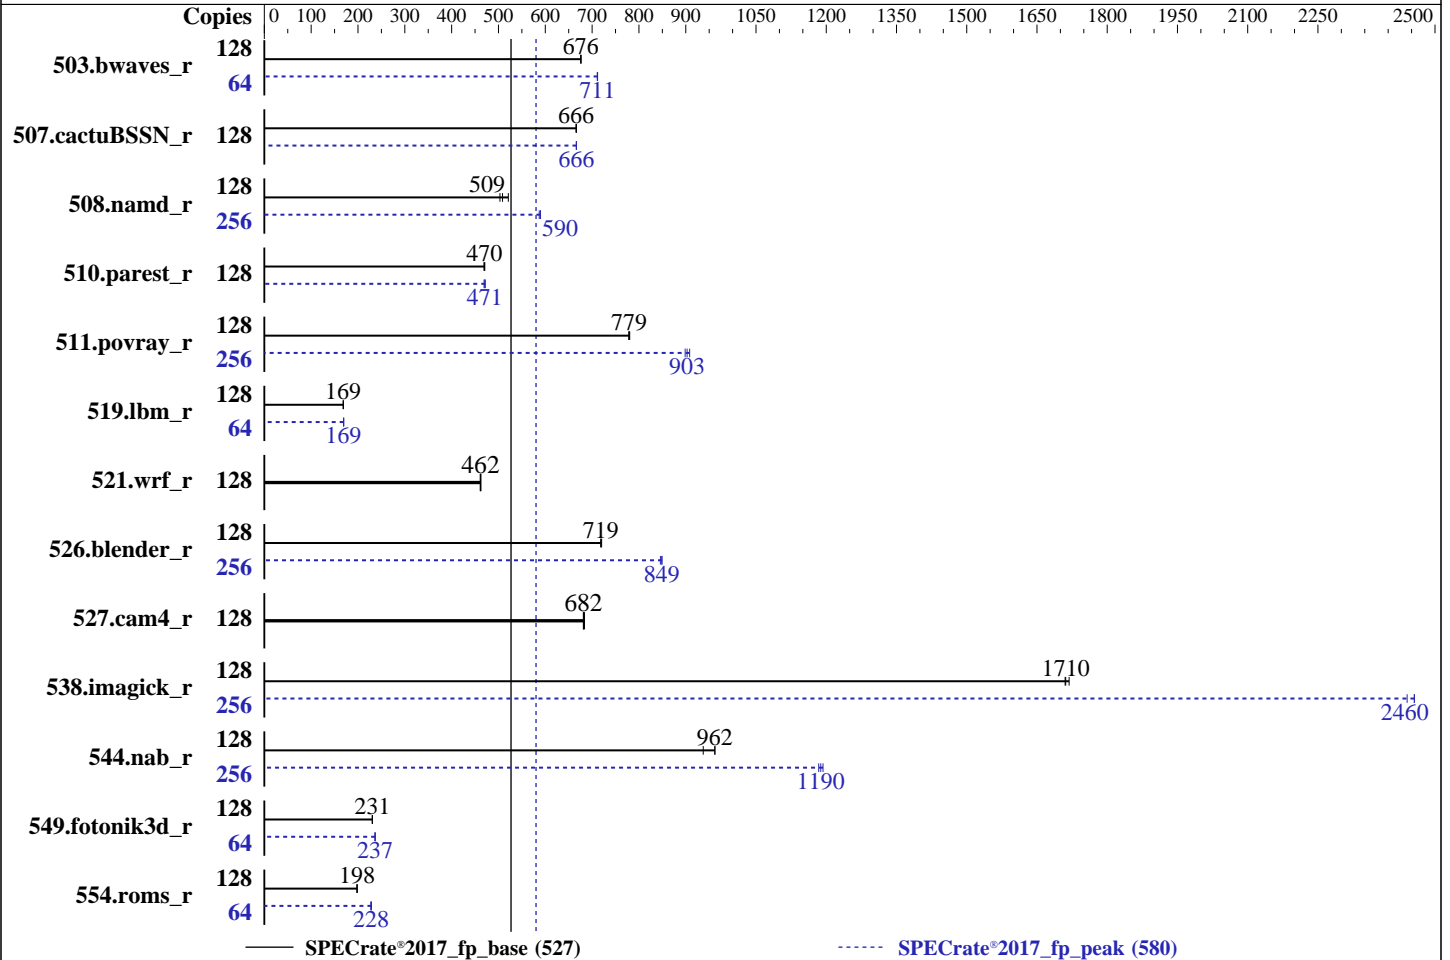 Copies 0 100 200 300 400 500 600 700 800 900 1050 1200 1350 1500 1650 1800 1950 2100 2250 2500
503.bwaves_r 128 676
64 711
507.cactuBSSN_r 128 666
666
508.namd_r 128 509
256 590
510.parest_r 128 470
471
511.povray_r 128 779
256 903
519.lbm_r 128 169
64 169
521.wrf_r 128 462
526.blender_r 128 719
256 849
527.cam4_r 128 682
538.imagick_r 128 1710
256 2460
544.nab_r 128 962
256 1190
549.fotonik3d_r 128 231
64 237
554.roms_r 128 198
64 228
SPECrate®2017_fp_base (527) SPECrate®2017_fp_peak (580)